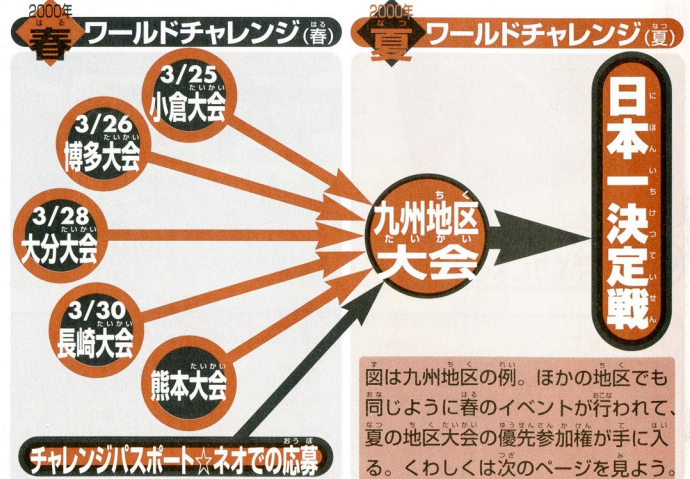 2000年
春 ワールドチャレンジ(春)
3/25
小倉大会
3/26
博多大会
3/28
大分大会
3/30
長崎大会
熊本大会
チャレンジパスポート☆ネオでの応募
2000年
夏 ワールドチャレンジ(夏)
九州地区
大会
日本一決定戦
図は九州地区の例。ほかの地区でも
同じように春のイベントが行われて、
夏の地区大会の優先参加権が手に入
る。くわしくは次のページを見よう。